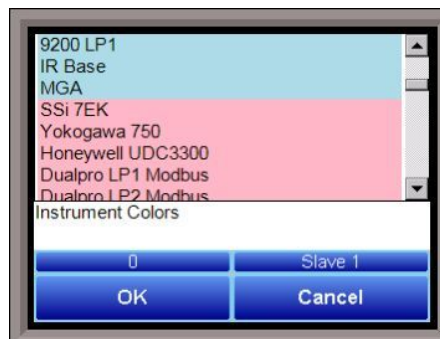 9200 LP1
IR Base
MGA
SSi 7EK
Yokogawa 750
Honeywell UDC3300
Dualpro LP1 Modbus
Dualpro LP2 Modbus
Instrument Colors
0
Slave 1
OK
Cancel